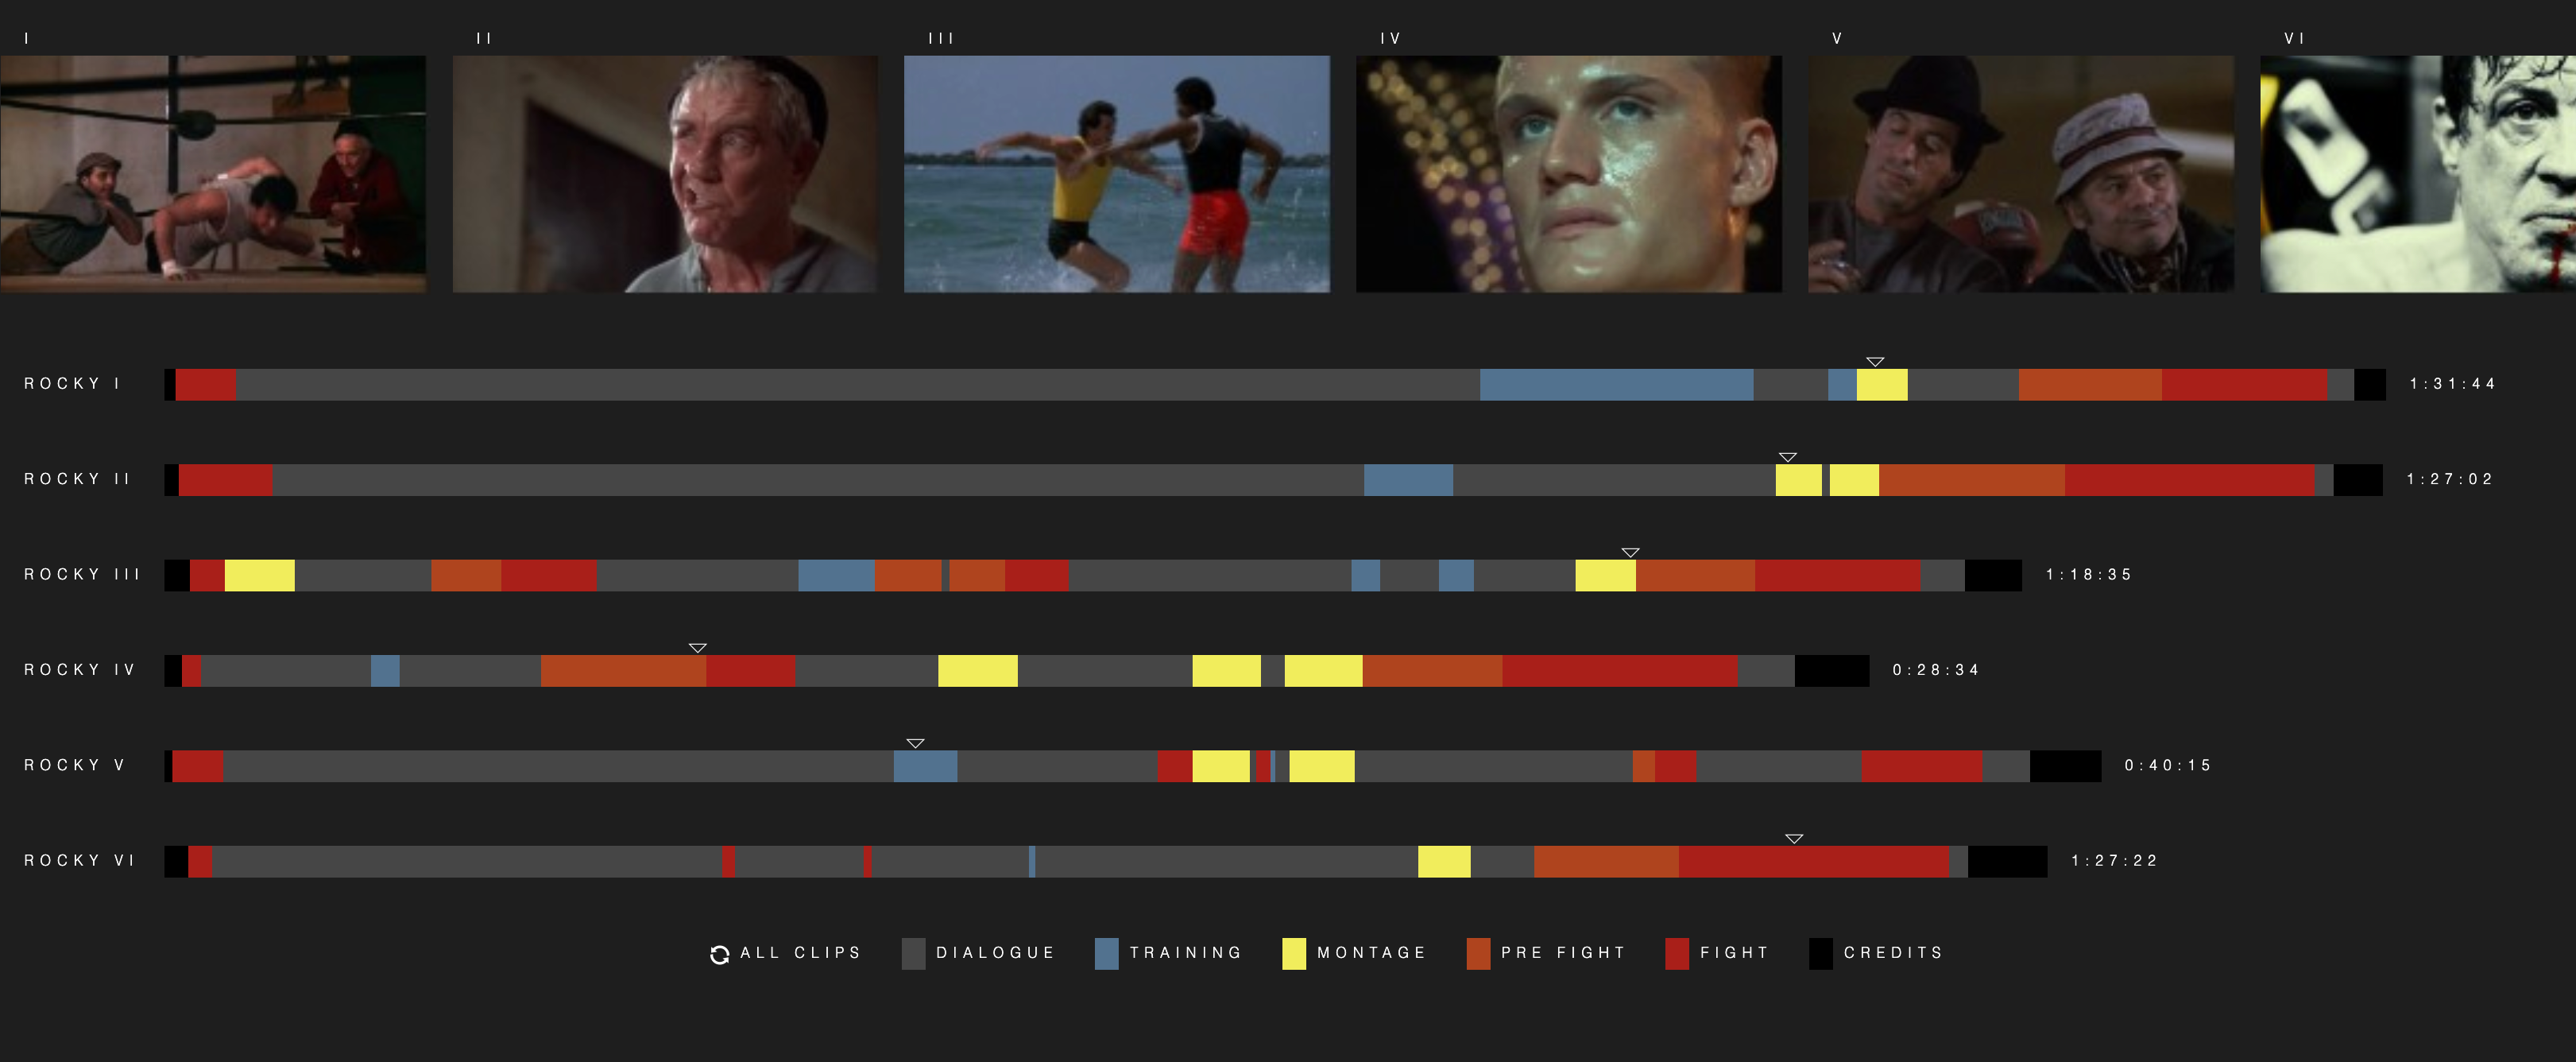 I
II
III
IV
V
VI
ROCKY I 1:31:44
ROCKY II 1:27:02
ROCKY III 1:18:35
ROCKY IV 0:28:34
ROCKY V 0:40:15
ROCKY VI 1:27:22
ALL CLIPS DIALOGUE TRAINING MONTAGE PRE FIGHT FIGHT CREDITS